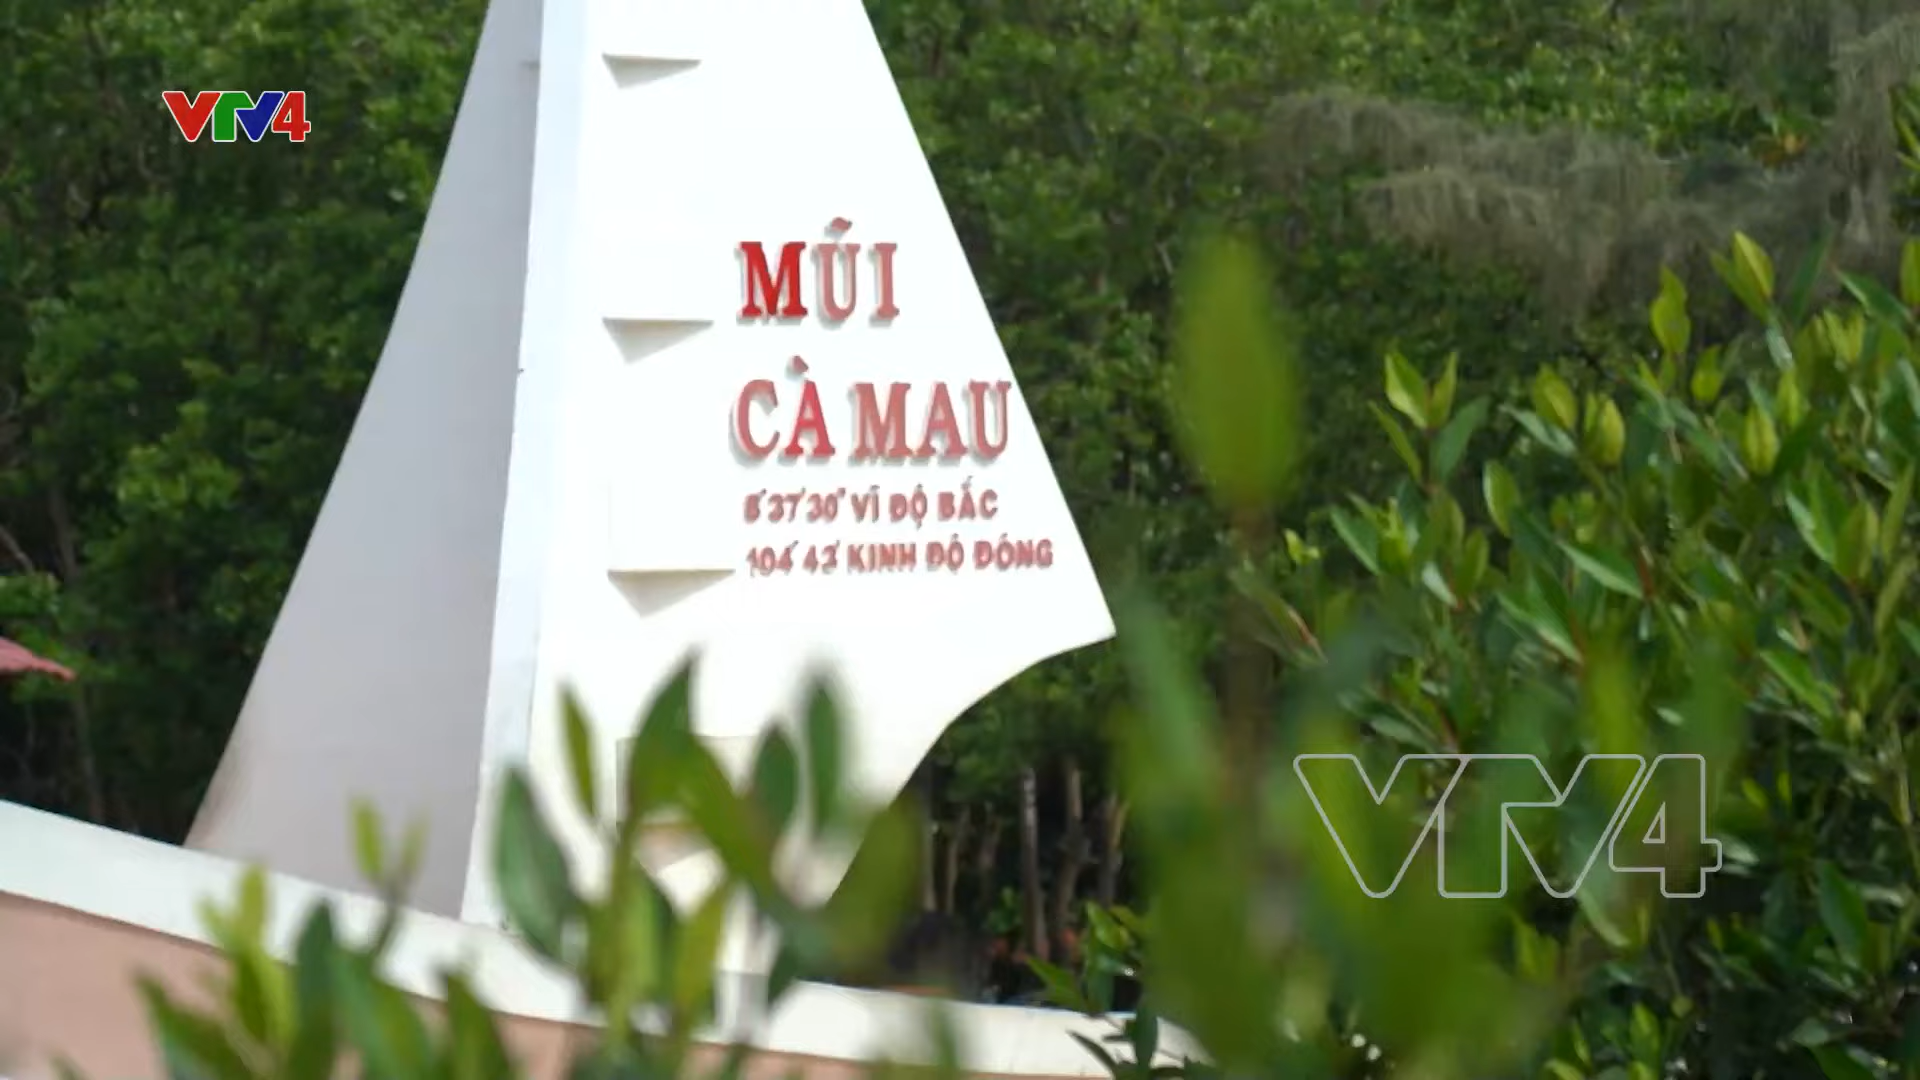 VTV4
MŨI
CÀ MAU
8°37'30" VĨ ĐỘ BẮC
104°43' KINH ĐỘ ĐÔNG
VTV4